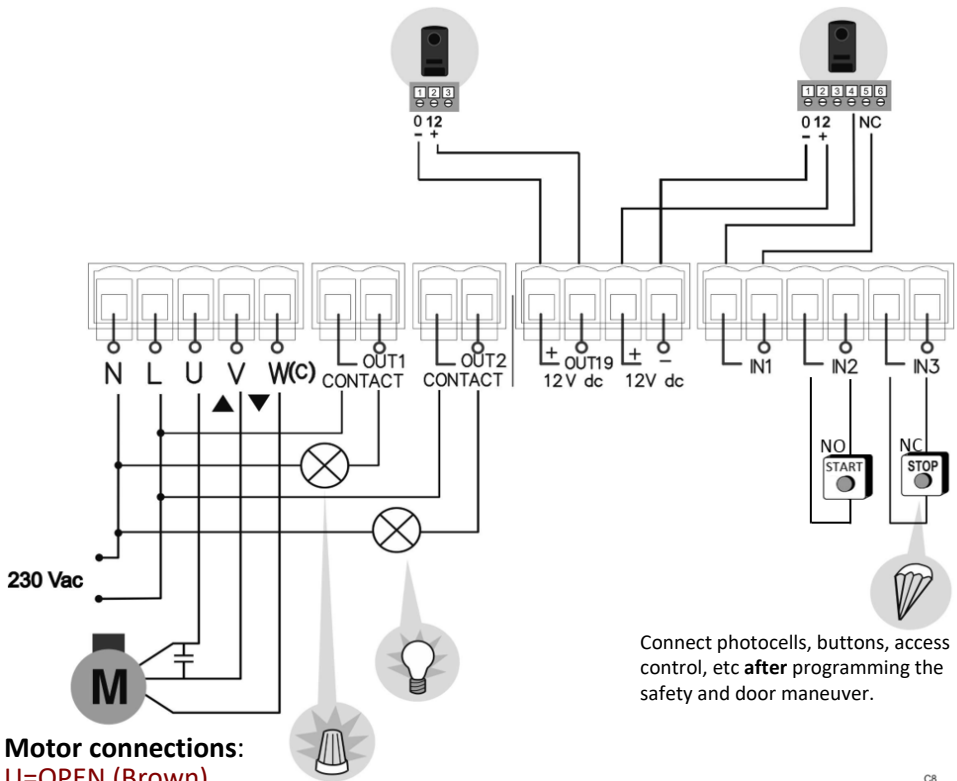 1 2 3
0 12
- +
1 2 3 4 5 6
0 12 NC
- +
N L U V W(C)
OUT1
CONTACT
OUT2
CONTACT
+ OUT19
12V dc
+ -
12V dc
IN1
IN2
IN3
NO
START
NC
STOP
230 Vac
M
Connect photocells, buttons, access
control, etc after programming the
safety and door maneuver.
Motor connections:
U=OPEN (Brown)
C8